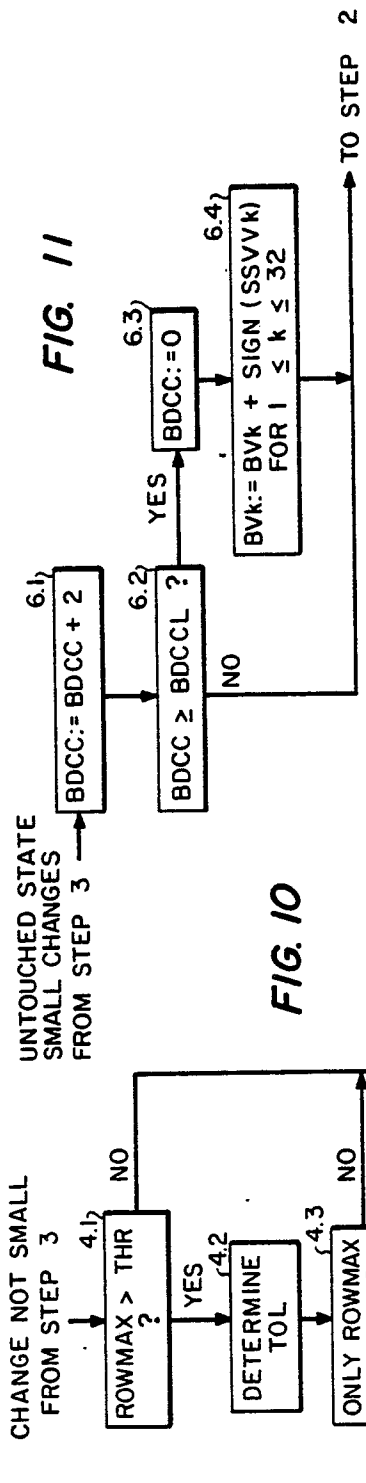 FIG. 11
UNTOUCHED STATE
SMALL CHANGES
FROM STEP 3
6.1
BDCC:= BDCC + 2
6.2
BDCC ≥ BDCCL ?
YES
NO
6.3
BDCC:=0
6.4
BVk:= BVk + SIGN (SSVVk)
FOR 1 ≤ k ≤ 32
TO STEP 2
FIG. 10
CHANGE NOT SMALL
FROM STEP 3
4.1
ROWMAX > THR
?
NO
YES
4.2
DETERMINE
TOL
4.3
ONLY ROWMAX
NO